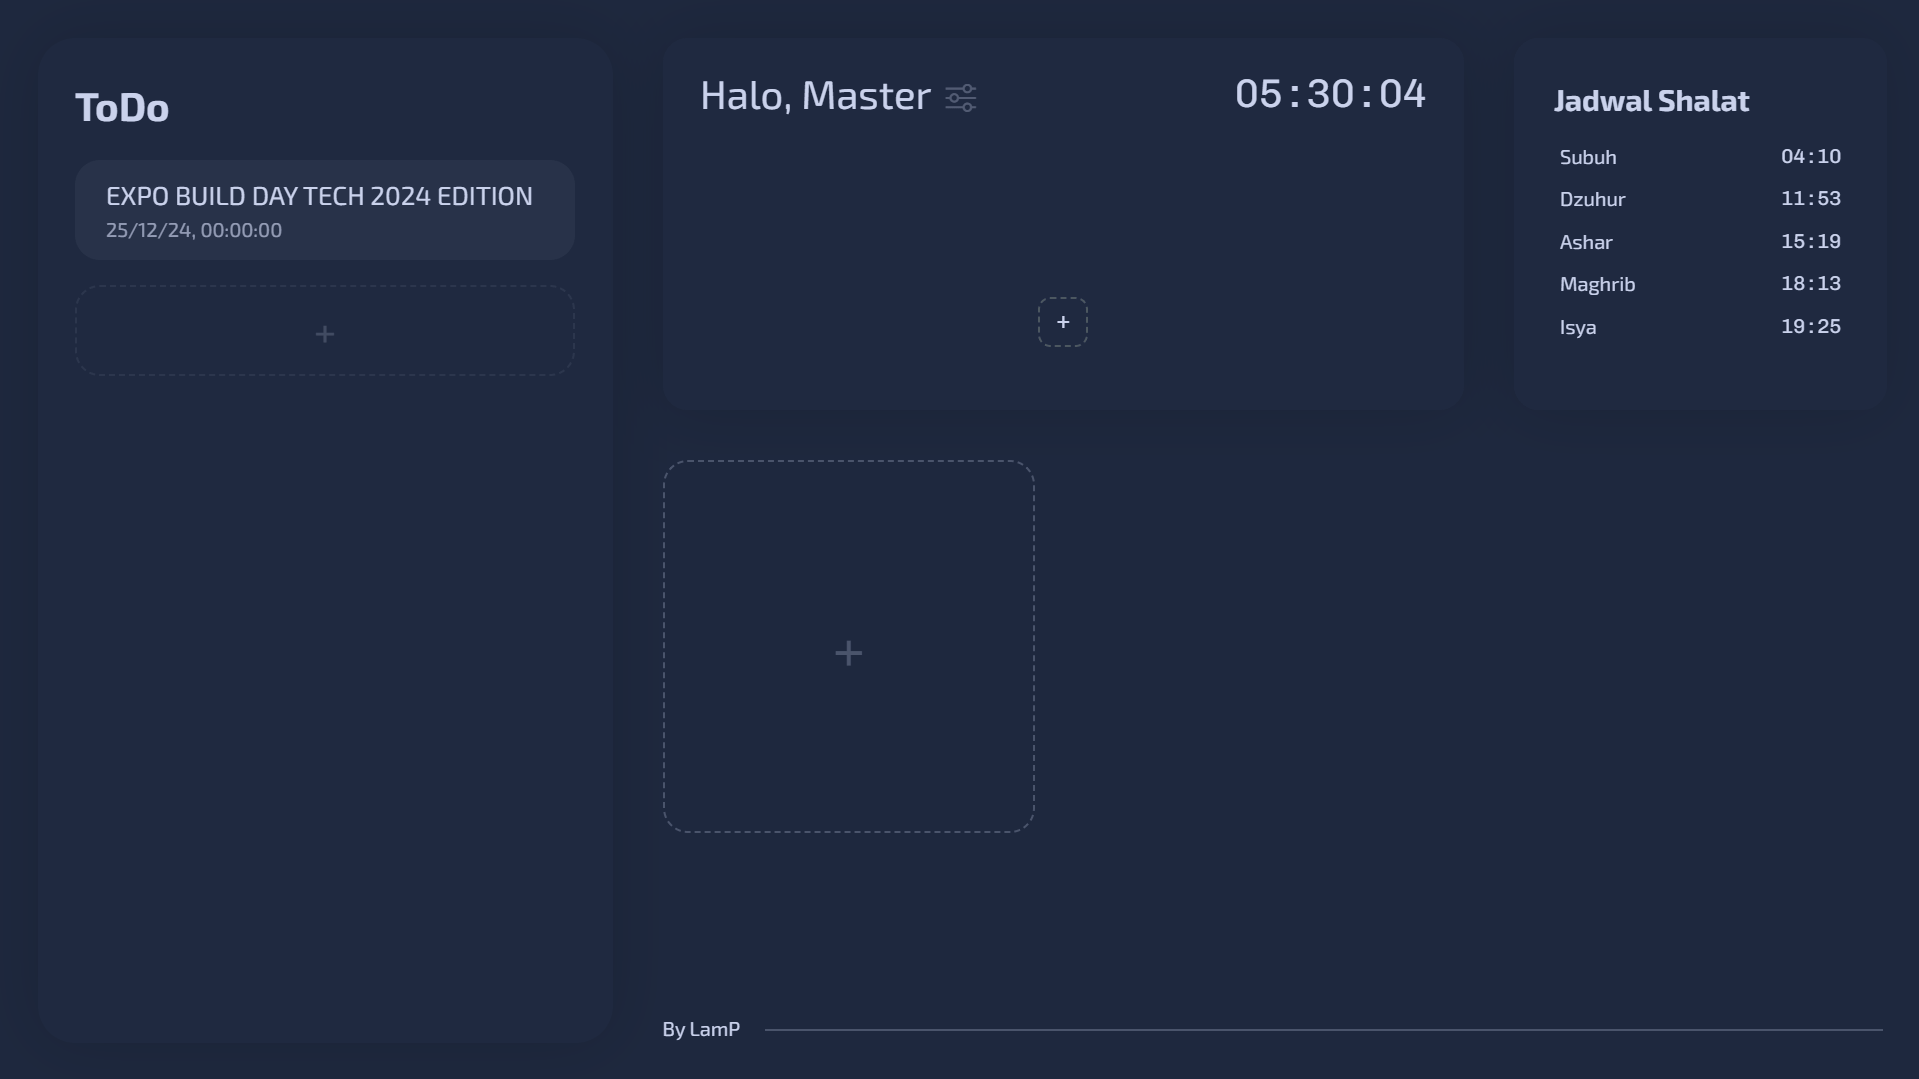 ToDo
EXPO BUILD DAY TECH 2024 EDITION
25/12/24, 00:00:00
+
Halo, Master
05:30:04
+
Jadwal Shalat
Subuh 04:10
Dzuhur 11:53
Ashar 15:19
Maghrib 18:13
Isya 19:25
+
By LamP